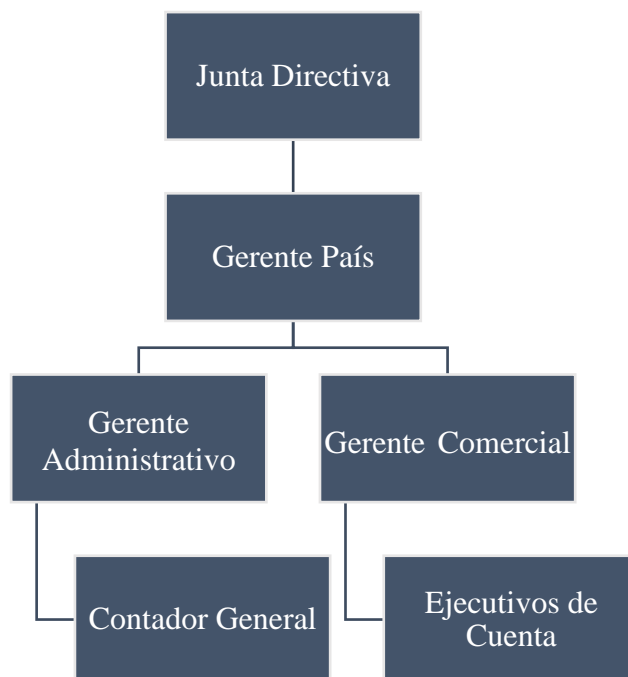 Junta Directiva
Gerente País
Gerente
Administrativo
Gerente Comercial
Contador General
Ejecutivos de
Cuenta